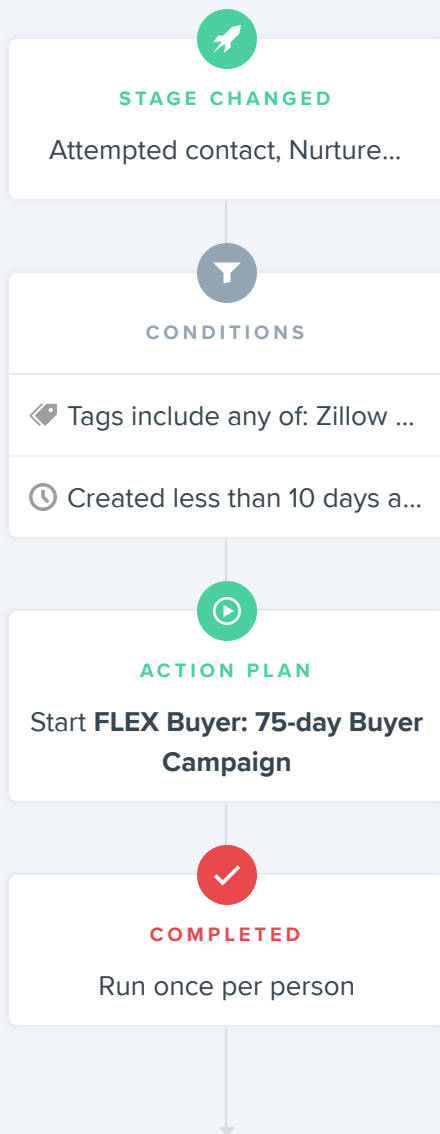 STAGE CHANGED
Attempted contact, Nurture...
CONDITIONS
Tags include any of: Zillow ...
Created less than 10 days a...
ACTION PLAN
Start FLEX Buyer: 75-day Buyer
Campaign
COMPLETED
Run once per person